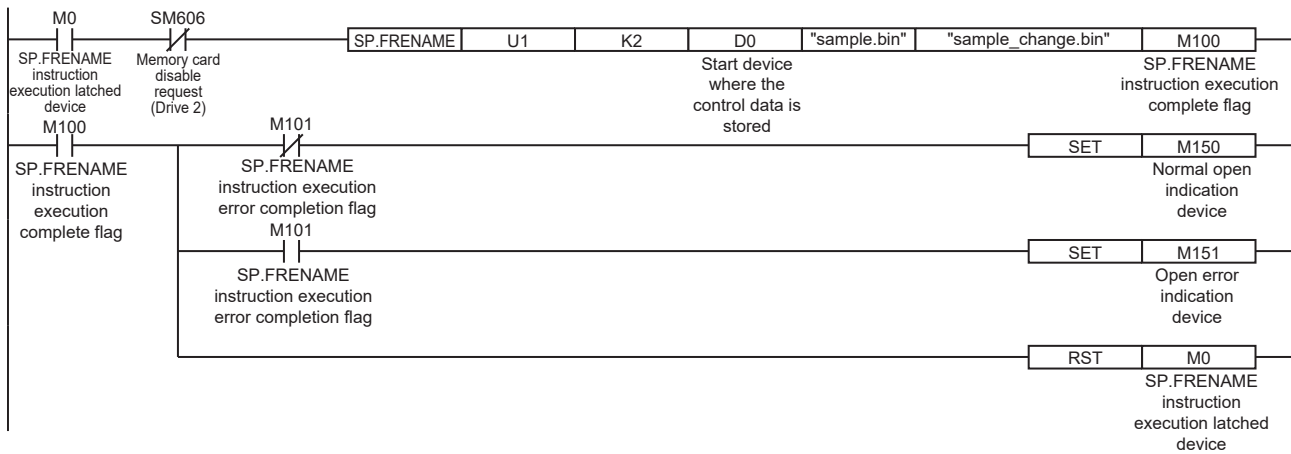 M0
SP.FRENAME
instruction
execution latched
device
SM606
Memory card
disable
request
(Drive 2)
SP.FRENAME U1 K2 D0 "sample.bin" "sample_change.bin" M100
Start device
where the
control data is
stored
SP.FRENAME
instruction execution
complete flag
M100
SP.FRENAME
instruction
execution
complete flag
M101
SP.FRENAME
instruction execution
error completion flag
SET M150
Normal open
indication
device
M101
SP.FRENAME
instruction execution
error completion flag
SET M151
Open error
indication
device
RST M0
SP.FRENAME
instruction
execution latched
device